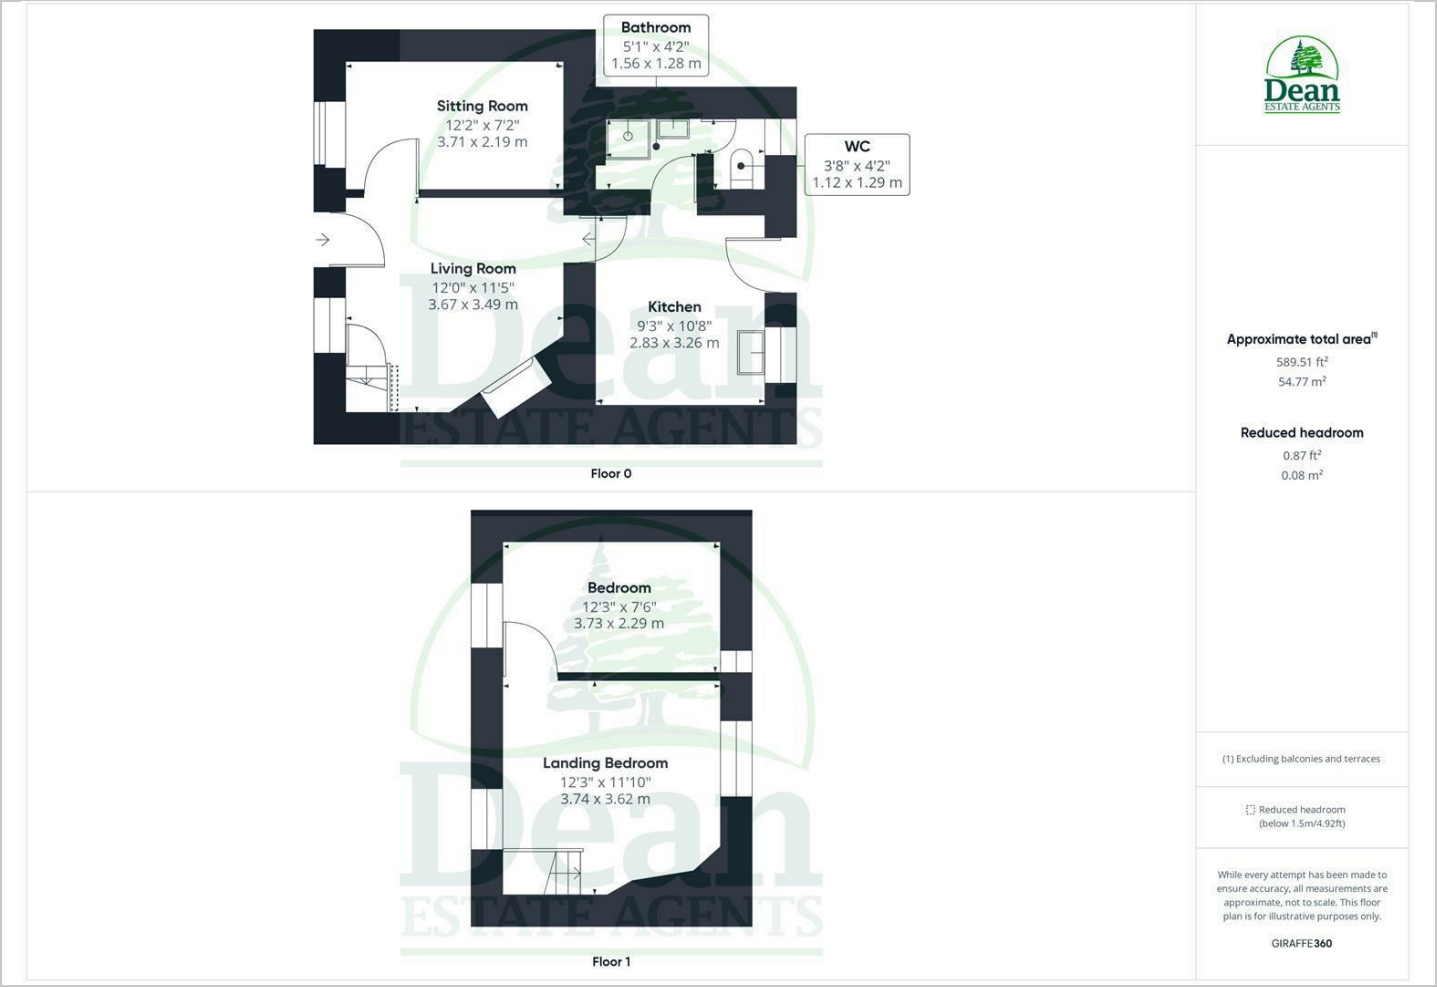 Bathroom
5'1" x 4'2"
1.56 x 1.28 m
Sitting Room
12'2" x 7'2"
3.71 x 2.19 m
WC
3'8" x 4'2"
1.12 x 1.29 m
Living Room
12'0" x 11'5"
3.67 x 3.49 m
Kitchen
9'3" x 10'8"
2.83 x 3.26 m
Dean
ESTATE AGENTS
Floor 0
Bedroom
12'3" x 7'6"
3.73 x 2.29 m
Landing Bedroom
12'3" x 11'10"
3.74 x 3.62 m
Dean
ESTATE AGENTS
Floor 1
Dean
ESTATE AGENTS
Approximate total area⁽¹⁾
589.51 ft²
54.77 m²
Reduced headroom
0.87 ft²
0.08 m²
(1) Excluding balconies and terraces
Reduced headroom
(below 1.5m/4.92ft)
While every attempt has been made to
ensure accuracy, all measurements are
approximate, not to scale. This floor
plan is for illustrative purposes only.
GIRAFFE360